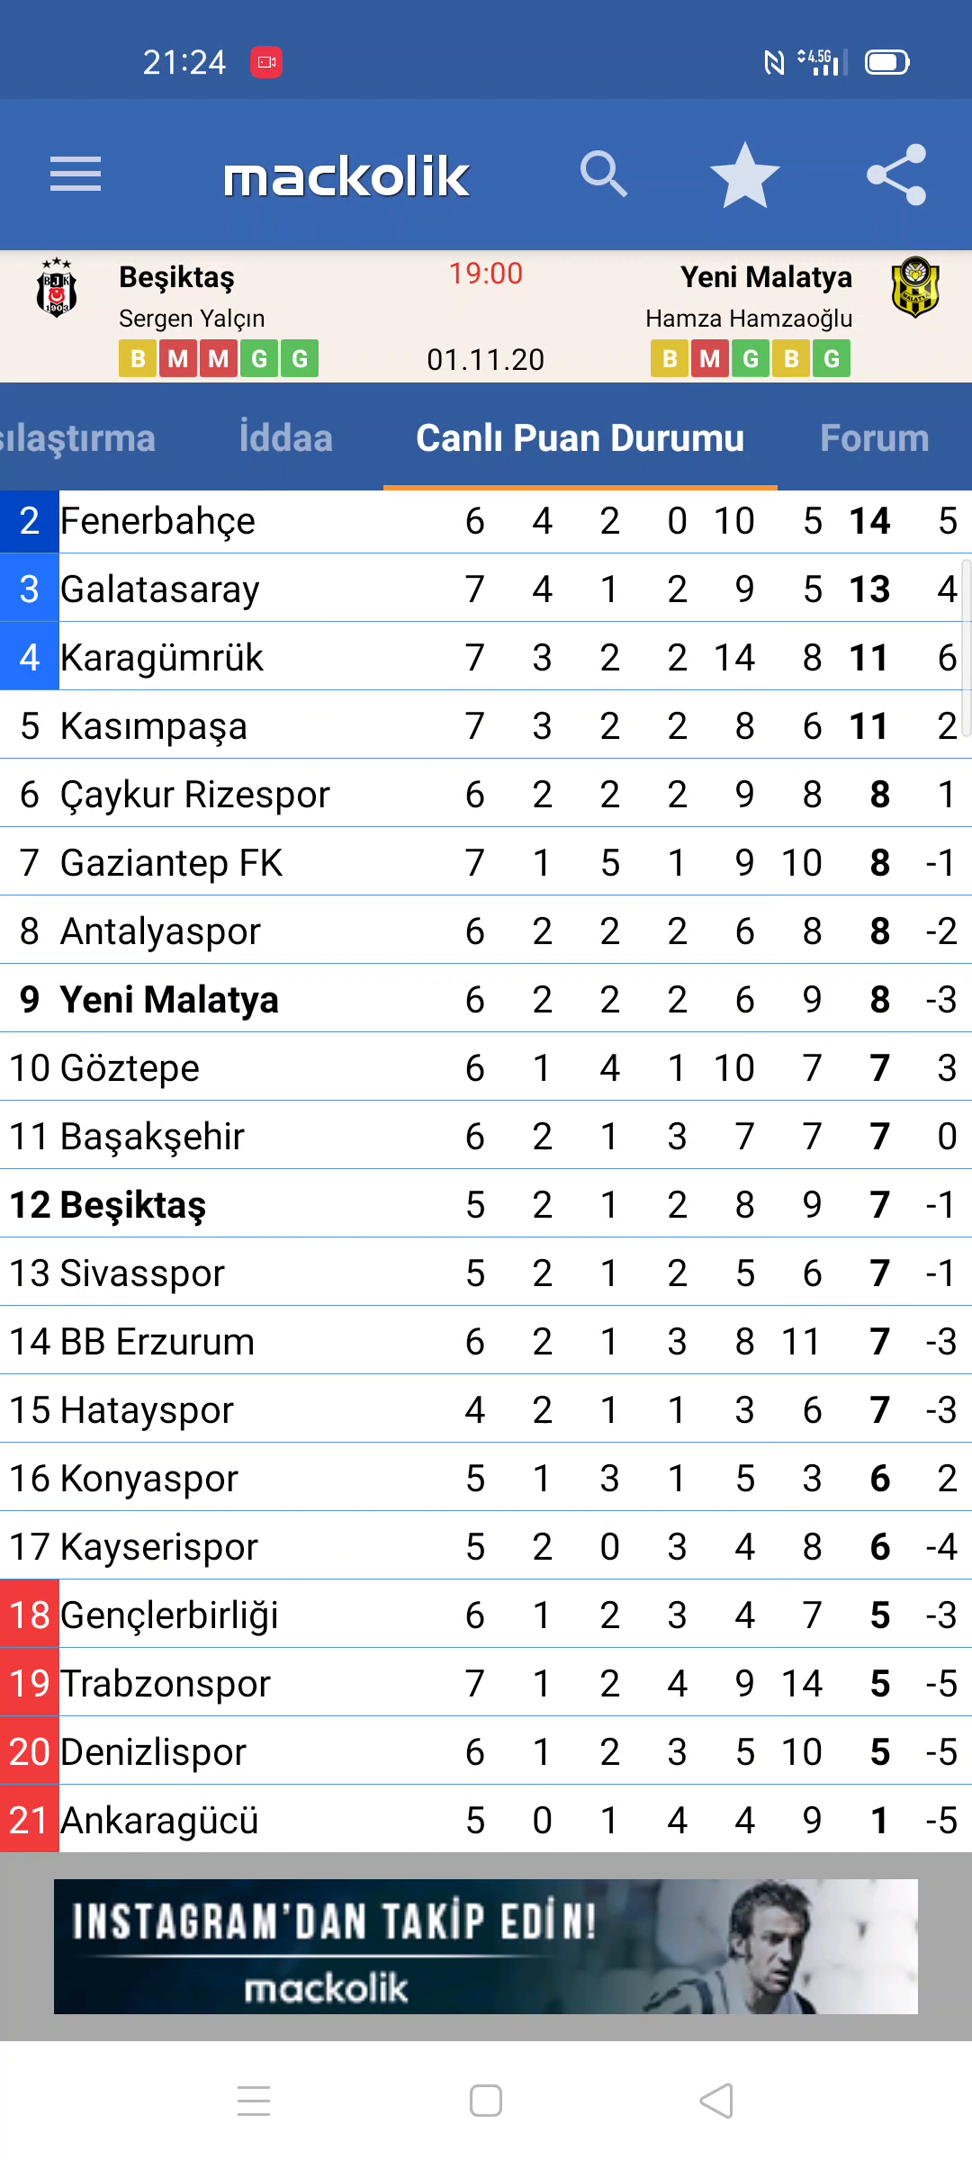 21:24 4.5G
mackolik
Beşiktaş 19:00 Yeni Malatya
Sergen Yalçın Hamza Hamzaoğlu
B M M G G 01.11.20 B M G B G
sılaştırma İddaa Canlı Puan Durumu Forum
2 Fenerbahçe 6 4 2 0 10 5 14 5
3 Galatasaray 7 4 1 2 9 5 13 4
4 Karagümrük 7 3 2 2 14 8 11 6
5 Kasımpaşa 7 3 2 2 8 6 11 2
6 Çaykur Rizespor 6 2 2 2 9 8 8 1
7 Gaziantep FK 7 1 5 1 9 10 8 -1
8 Antalyaspor 6 2 2 2 6 8 8 -2
9 Yeni Malatya 6 2 2 2 6 9 8 -3
10 Göztepe 6 1 4 1 10 7 7 3
11 Başakşehir 6 2 1 3 7 7 7 0
12 Beşiktaş 5 2 1 2 8 9 7 -1
13 Sivasspor 5 2 1 2 5 6 7 -1
14 BB Erzurum 6 2 1 3 8 11 7 -3
15 Hatayspor 4 2 1 1 3 6 7 -3
16 Konyaspor 5 1 3 1 5 3 6 2
17 Kayserispor 5 2 0 3 4 8 6 -4
18 Gençlerbirliği 6 1 2 3 4 7 5 -3
19 Trabzonspor 7 1 2 4 9 14 5 -5
20 Denizlispor 6 1 2 3 5 10 5 -5
21 Ankaragücü 5 0 1 4 4 9 1 -5
INSTAGRAM'DAN TAKİP EDİN!
mackolik